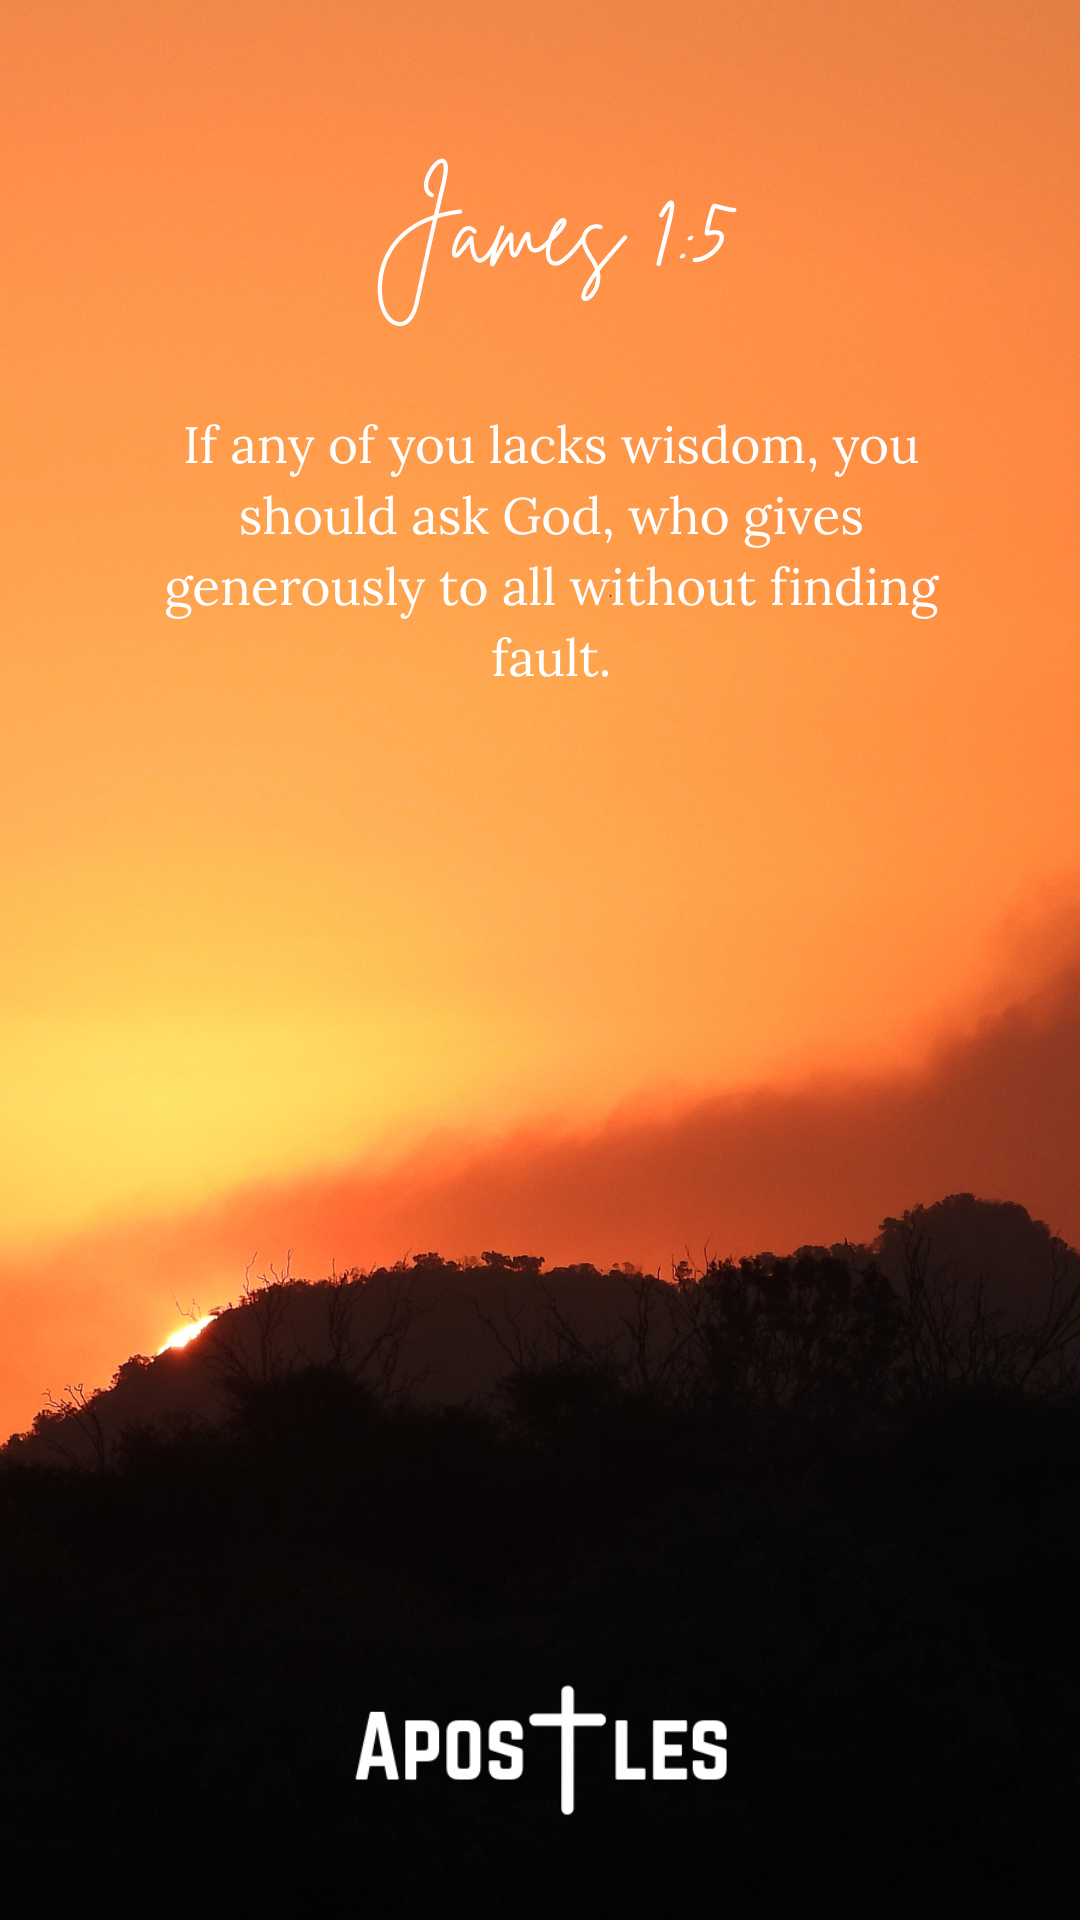 James 1:5
If any of you lacks wisdom, you
should ask God, who gives
generously to all without finding
fault.
APOSTLES